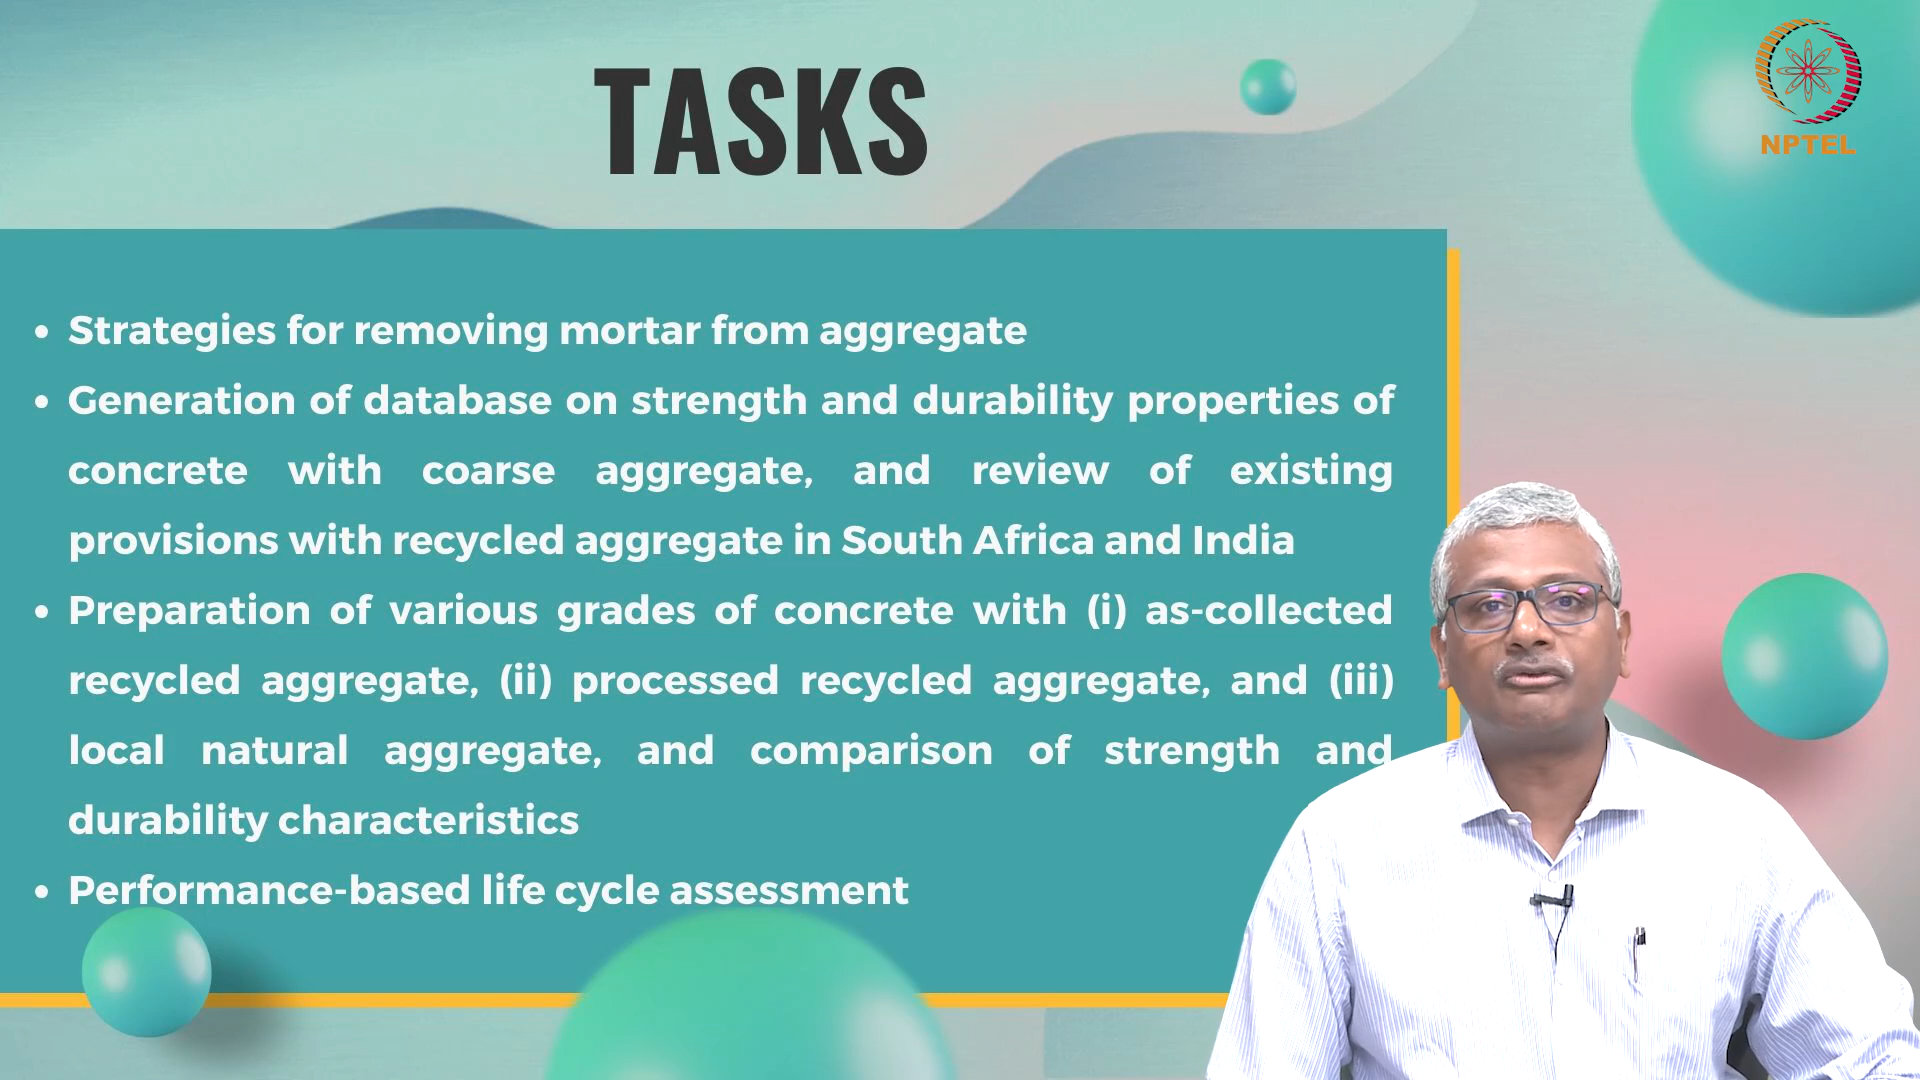 TASKS
NPTEL
• Strategies for removing mortar from aggregate
• Generation of database on strength and durability properties of
concrete with coarse aggregate, and review of existing
provisions with recycled aggregate in South Africa and India
• Preparation of various grades of concrete with (i) as-collected
recycled aggregate, (ii) processed recycled aggregate, and (iii)
local natural aggregate, and comparison of strength and
durability characteristics
• Performance-based life cycle assessment